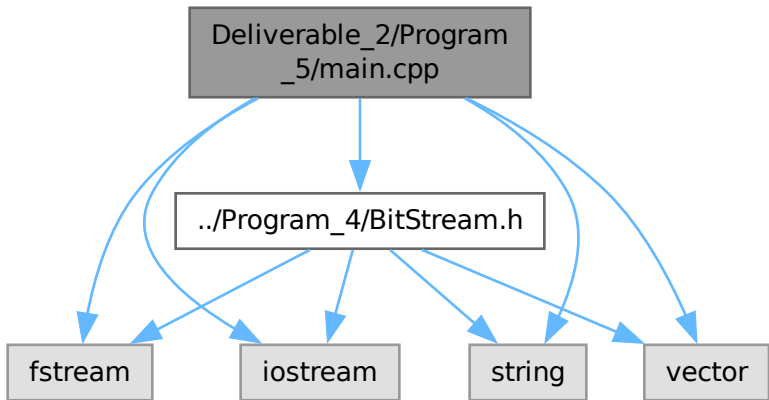 Deliverable_2/Program
_5/main.cpp
../Program_4/BitStream.h
fstream
iostream
string
vector